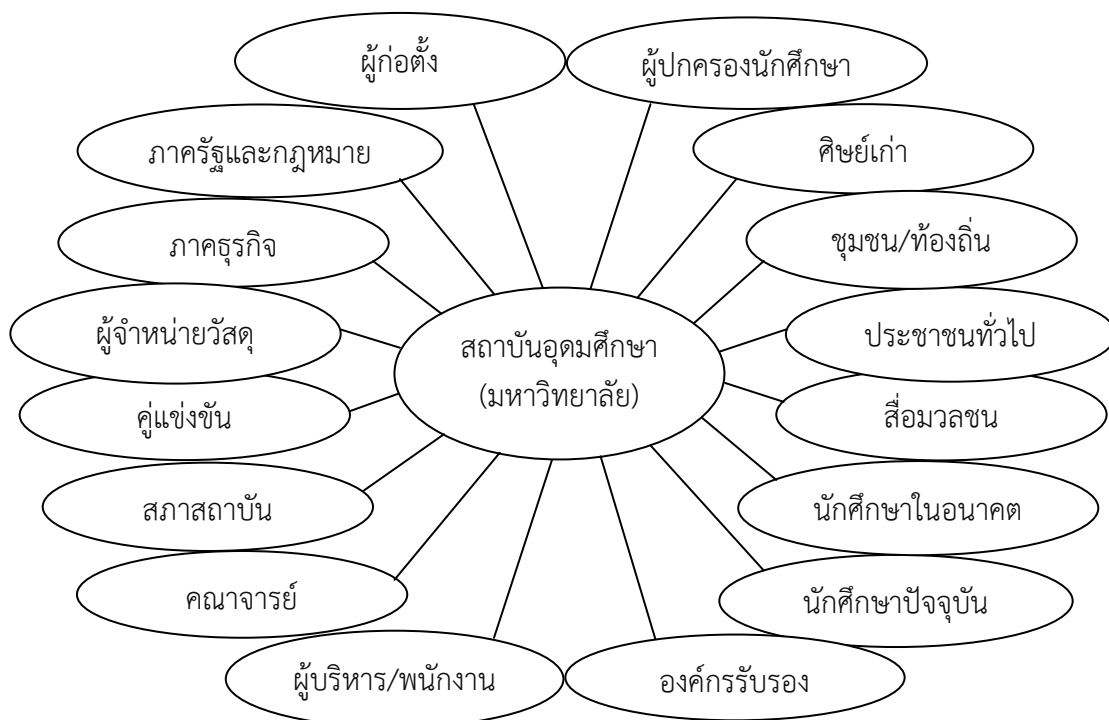 ผู้ก่อตั้ง
ผู้ปกครองนักศึกษา
ภาครัฐและกฎหมาย
ศิษย์เก่า
ภาคธุรกิจ
ชุมชน/ท้องถิ่น
ผู้จำหน่ายวัสดุ
ประชาชนทั่วไป
สถาบันอุดมศึกษา
(มหาวิทยาลัย)
คู่แข่งขัน
สื่อมวลชน
สภาสถาบัน
นักศึกษาในอนาคต
คณาจารย์
นักศึกษาปัจจุบัน
ผู้บริหาร/พนักงาน
องค์กรรับรอง